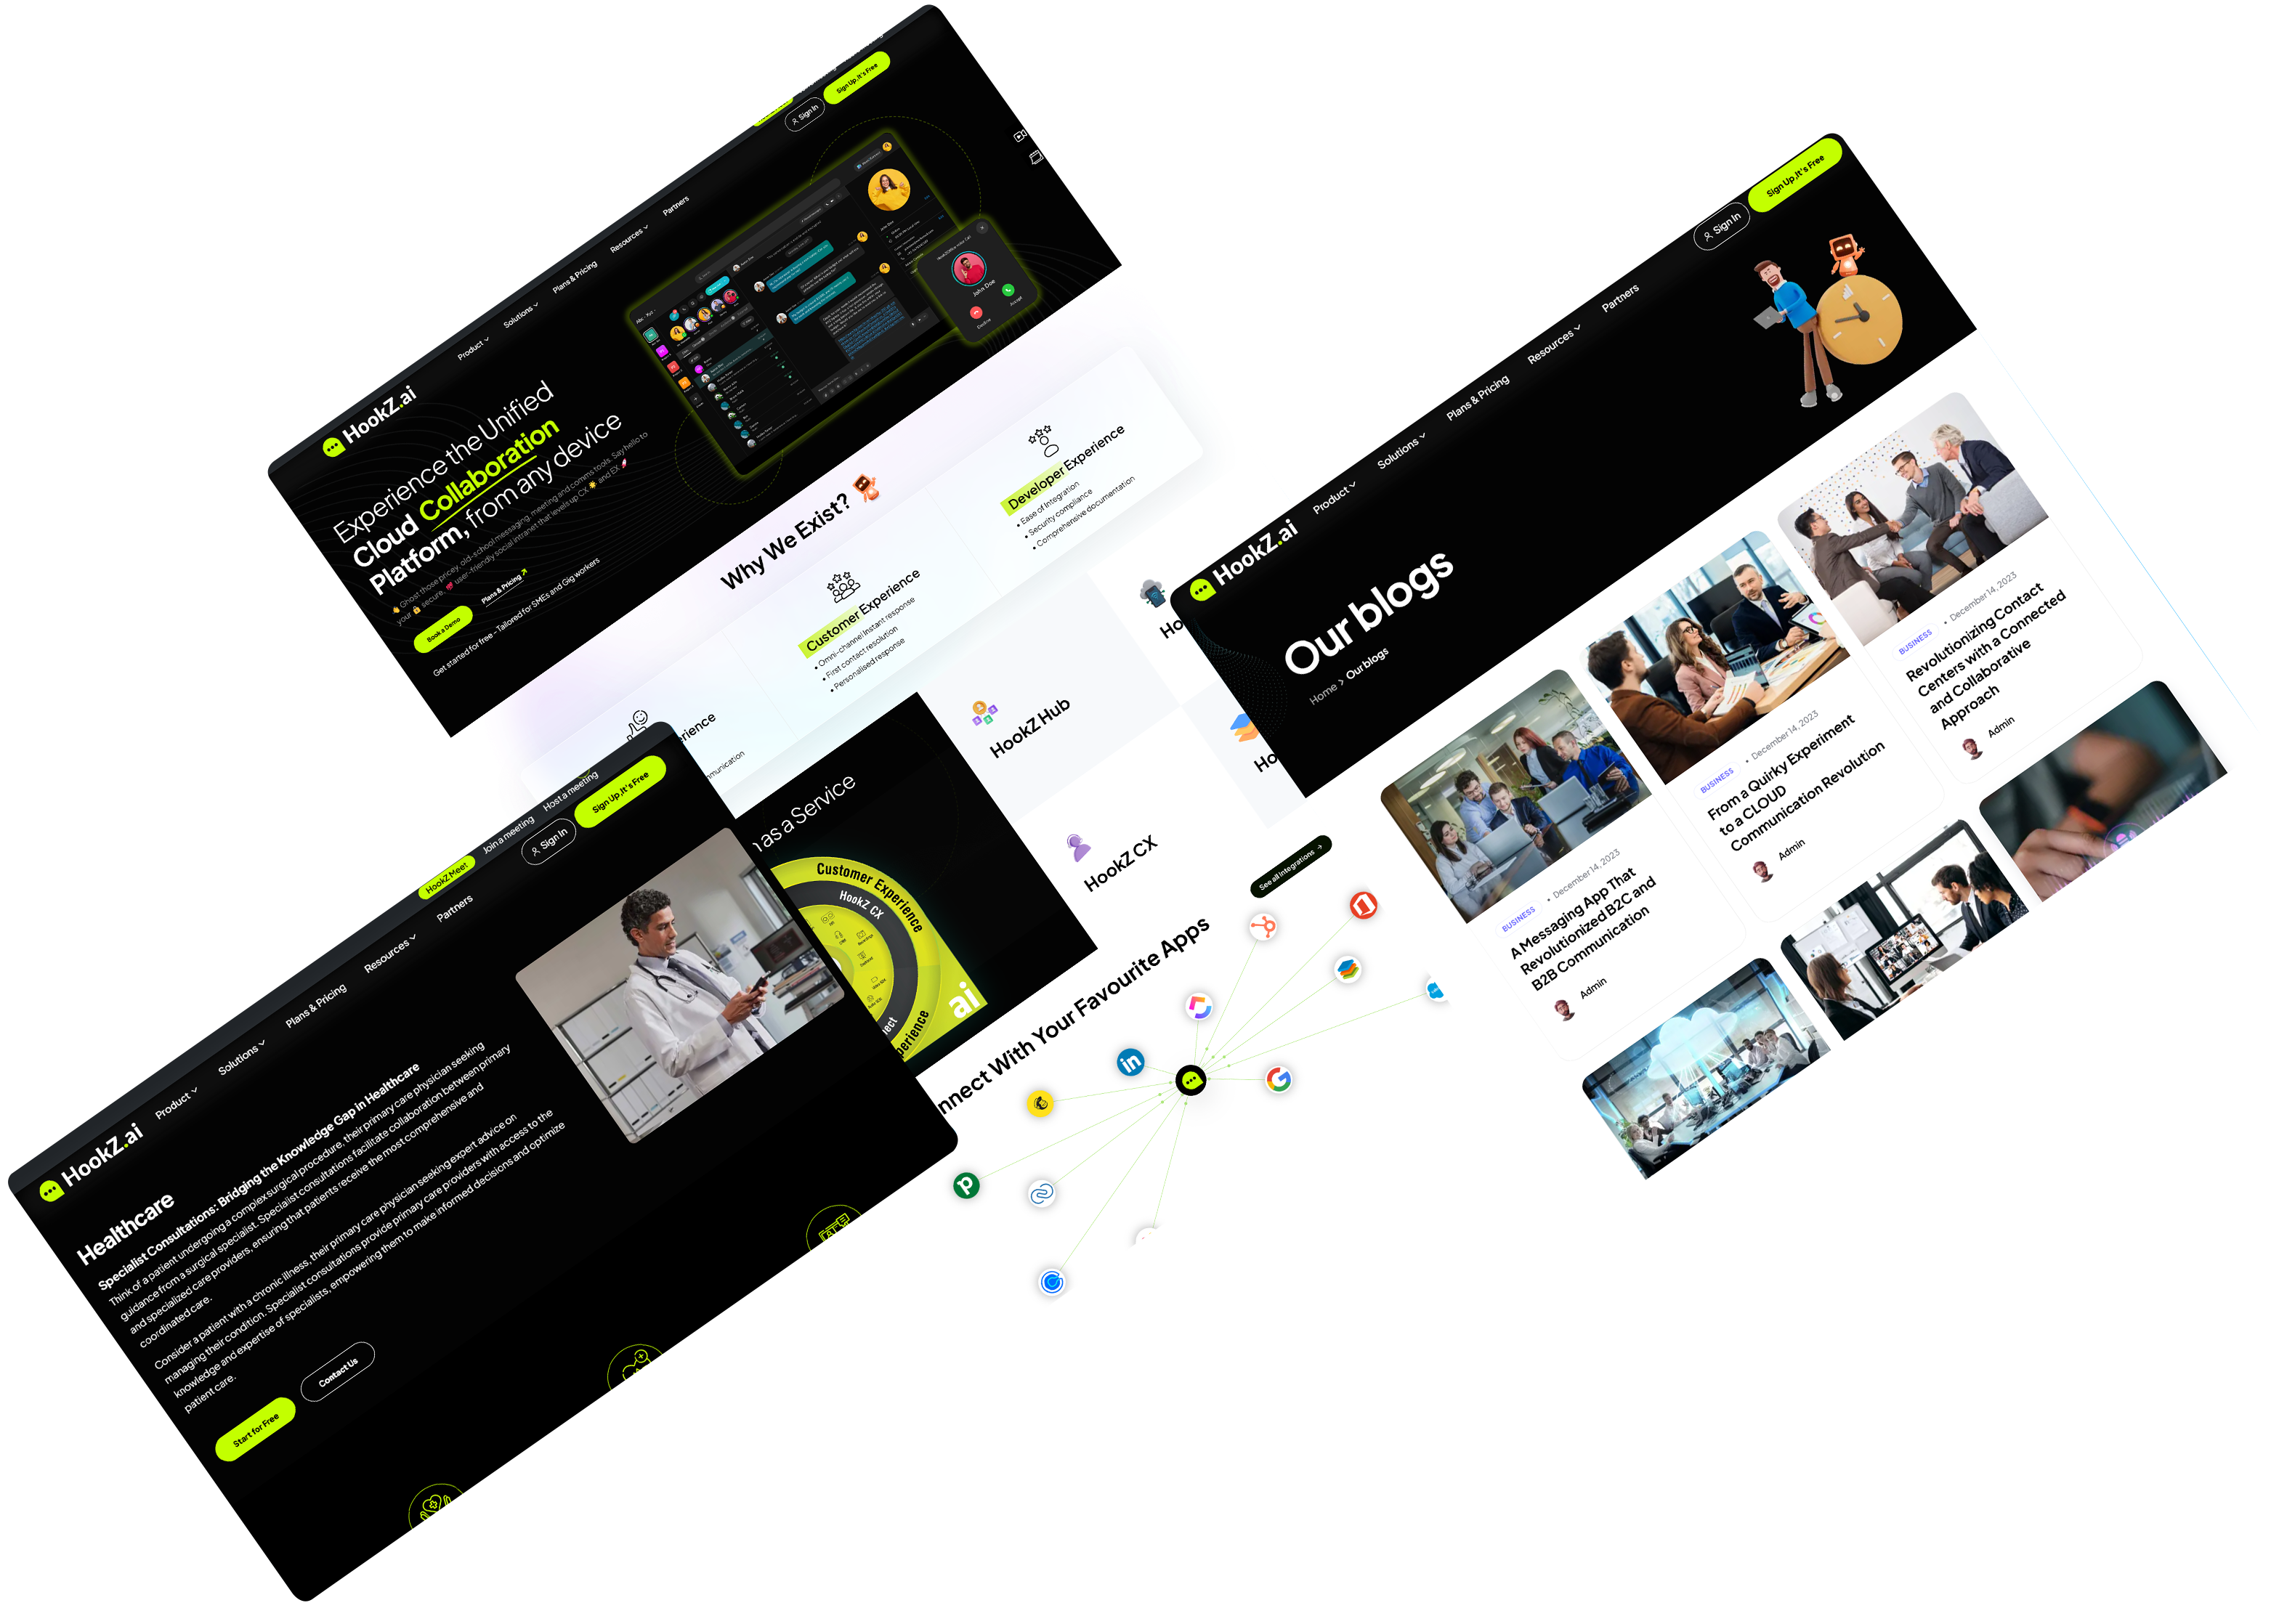 HookZ.ai
Product
Solutions
Plans & Pricing
Resources
Partners
Sign In
Sign Up, It's Free
Experience the Unified
Cloud Collaboration
Platform, from any device
Ghost those pricey, old-school messaging, meeting and comms tools. Say hello to
your secure, user-friendly social intranet that levels up CX and EX
Book a Demo
Plans & Pricing
Get started for free - Tailored for SMEs and Gig workers
John Doe
Decline
Accept
Why We Exist?
Customer Experience
• Omni-channel Instant response
• First contact resolution
• Personalised response
Developer Experience
• Ease of Integration
• Security compliance
• Comprehensive documentation
HookZ Hub
HookZ CX
as a Service
Customer Experience
HookZ CX
ai
See all Integrations
nnect With Your Favourite Apps
HookZ Meet
Join a meeting
Host a meeting
HookZ.ai
Product
Solutions
Plans & Pricing
Resources
Partners
Sign In
Sign Up, It's Free
Healthcare
Specialist Consultations: Bridging the Knowledge Gap in Healthcare
Think of a patient undergoing a complex surgical procedure, their primary care physician seeking
guidance from a surgical specialist. Specialist consultations facilitate collaboration between primary
and specialized care providers, ensuring that patients receive the most comprehensive and
coordinated care.
Consider a patient with a chronic illness, their primary care physician seeking expert advice on
managing their condition. Specialist consultations provide primary care providers with access to the
knowledge and expertise of specialists, empowering them to make informed decisions and optimize
patient care.
Start for Free
Contact Us
HookZ.ai
Product
Solutions
Plans & Pricing
Resources
Partners
Sign In
Sign Up, It's Free
Our blogs
Home > Our blogs
BUSINESS • December 14, 2023
A Messaging App That
Revolutionized B2C and
B2B Communication
Admin
BUSINESS • December 14, 2023
From a Quirky Experiment
to a CLOUD
Communication Revolution
Admin
BUSINESS • December 14, 2023
Revolutionizing Contact
Centers with a Connected
and Collaborative
Approach
Admin